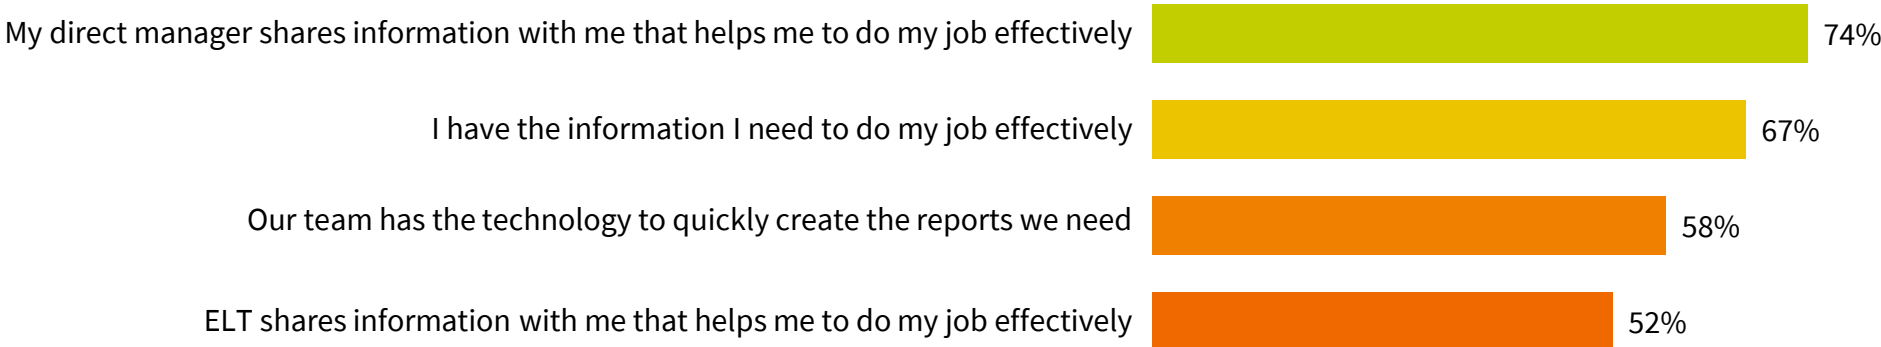 My direct manager shares information with me that helps me to do my job effectively 74%
I have the information I need to do my job effectively 67%
Our team has the technology to quickly create the reports we need 58%
ELT shares information with me that helps me to do my job effectively 52%